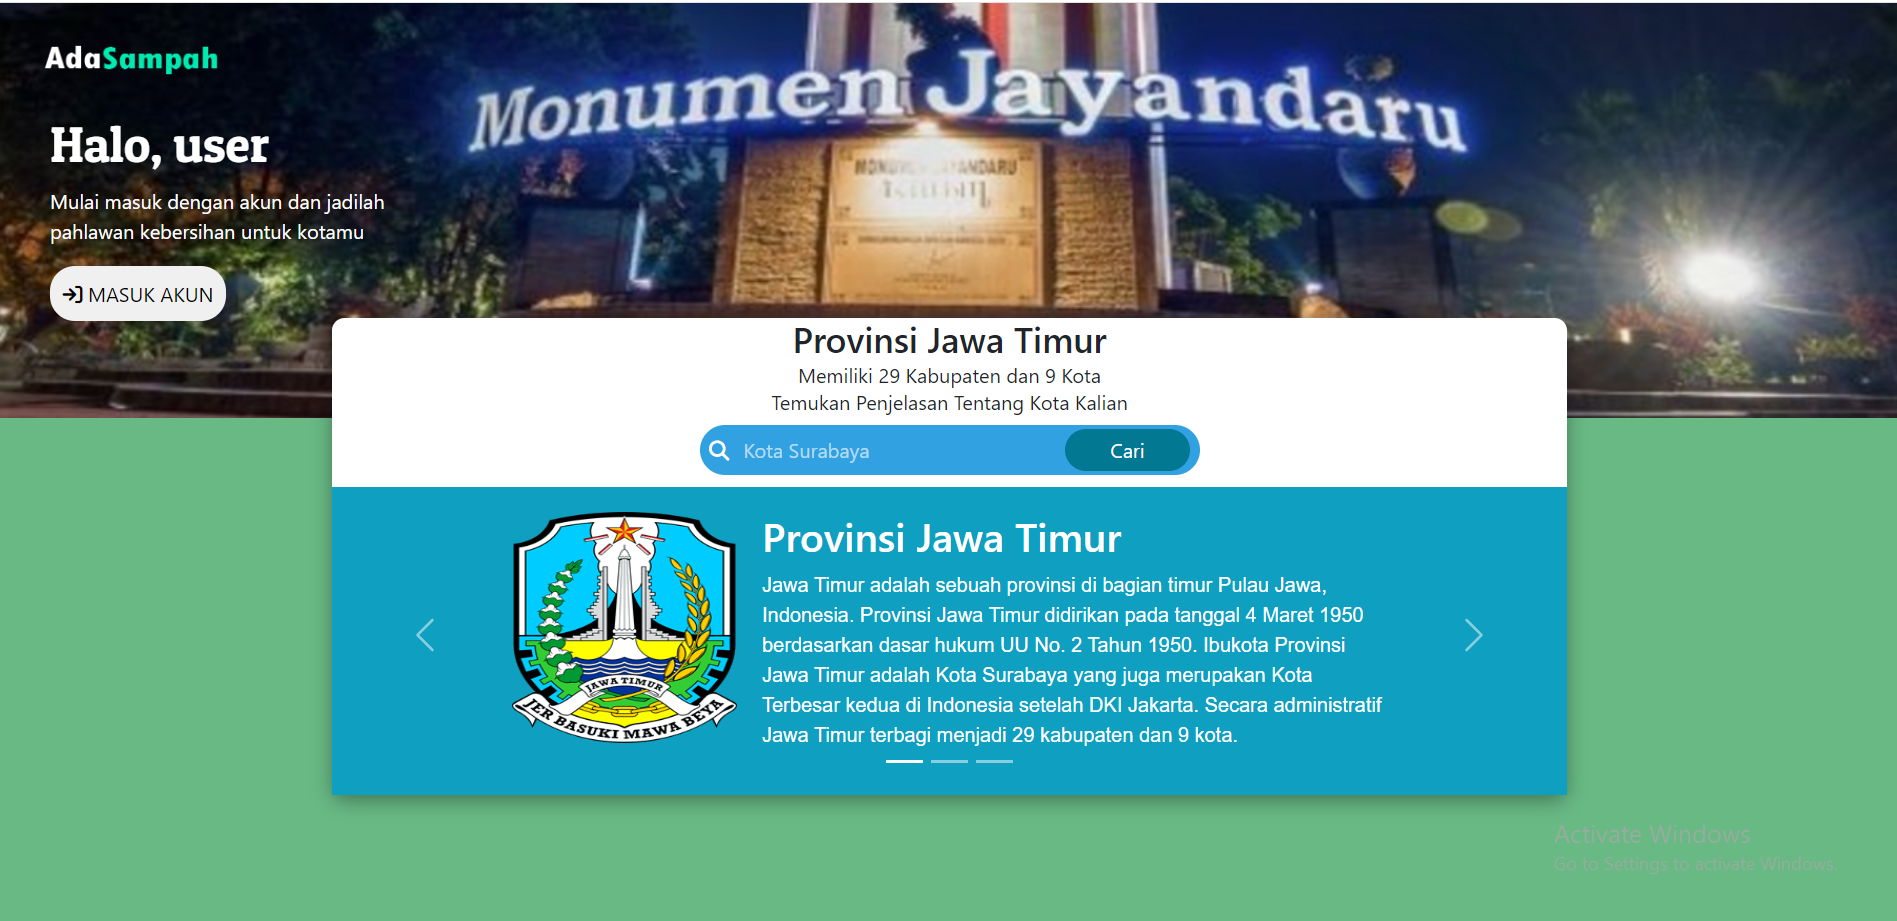 AdaSampah
Monumen Jayandaru
MONUMEN JAYANDARU
Halo, user
Mulai masuk dengan akun dan jadilah
pahlawan kebersihan untuk kotamu
MASUK AKUN
Provinsi Jawa Timur
Memiliki 29 Kabupaten dan 9 Kota
Temukan Penjelasan Tentang Kota Kalian
Kota Surabaya
Cari
JAWA TIMUR
JER BASUKI MAWA BEYA
Provinsi Jawa Timur
Jawa Timur adalah sebuah provinsi di bagian timur Pulau Jawa,
Indonesia. Provinsi Jawa Timur didirikan pada tanggal 4 Maret 1950
berdasarkan dasar hukum UU No. 2 Tahun 1950. Ibukota Provinsi
Jawa Timur adalah Kota Surabaya yang juga merupakan Kota
Terbesar kedua di Indonesia setelah DKI Jakarta. Secara administratif
Jawa Timur terbagi menjadi 29 kabupaten dan 9 kota.
Activate Windows
Go to Settings to activate Windows.